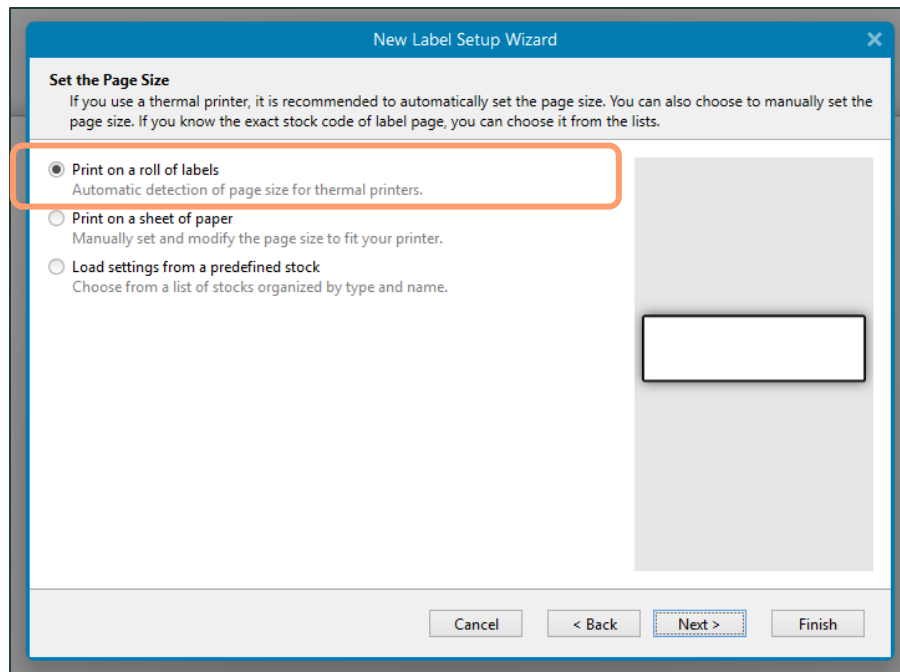 New Label Setup Wizard
Set the Page Size
If you use a thermal printer, it is recommended to automatically set the page size. You can also choose to manually set the
page size. If you know the exact stock code of label page, you can choose it from the lists.
Print on a roll of labels
Automatic detection of page size for thermal printers.
Print on a sheet of paper
Manually set and modify the page size to fit your printer.
Load settings from a predefined stock
Choose from a list of stocks organized by type and name.
Cancel < Back Next > Finish